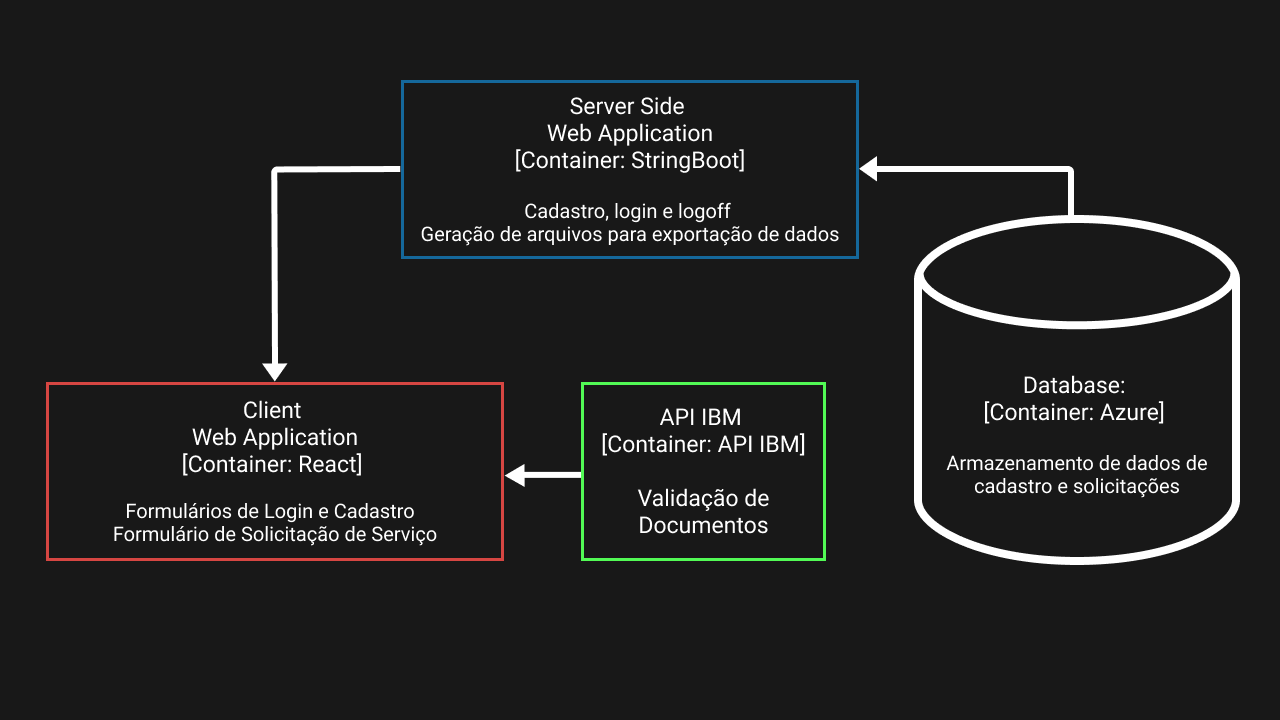 Server Side
Web Application
[Container: StringBoot]
Cadastro, login e logoff
Geração de arquivos para exportação de dados
Client
Web Application
[Container: React]
Formulários de Login e Cadastro
Formulário de Solicitação de Serviço
API IBM
[Container: API IBM]
Validação de
Documentos
Database:
[Container: Azure]
Armazenamento de dados de
cadastro e solicitações